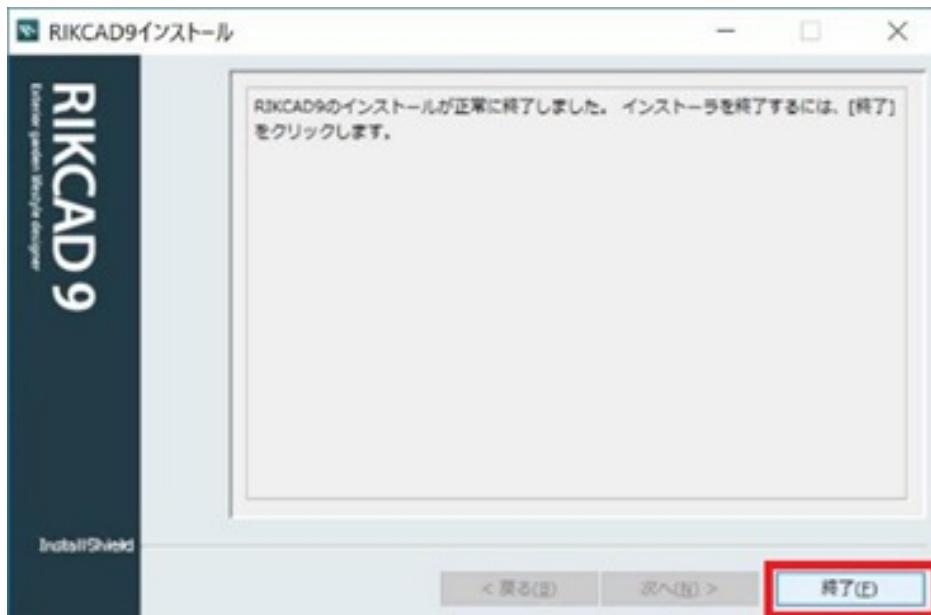 RIKCAD9インストール
RIKCAD 9
Exterior garden lifestyle designer
RIKCAD9のインストールが正常に終了しました。 インストーラを終了するには、[終了]
をクリックします。
InstallShield
< 戻る(B)
次へ(N) >
終了(F)